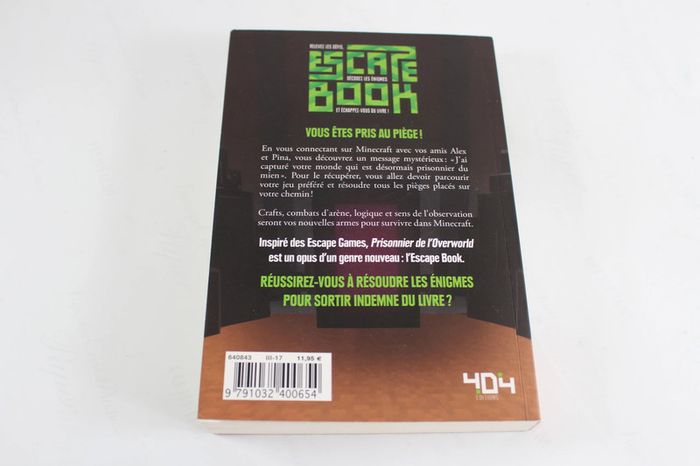 RELEVEZ LES DÉFIS,
ESCAPE
DÉCODEZ LES ÉNIGMES
BOOK
ET ÉCHAPPEZ-VOUS DU LIVRE !
VOUS ÊTES PRIS AU PIÈGE !
En vous connectant sur Minecraft avec vos amis Alex
et Pina, vous découvrez un message mystérieux : « J'ai
capturé votre monde qui est désormais prisonnier du
mien ». Pour le récupérer, vous allez devoir parcourir
votre jeu préféré et résoudre tous les pièges placés sur
votre chemin !
Crafts, combats d'arène, logique et sens de l'observation
seront vos nouvelles armes pour survivre dans Minecraft.
Inspiré des Escape Games, Prisonnier de l'Overworld
est un opus d'un genre nouveau : l'Escape Book.
RÉUSSIREZ-VOUS À RÉSOUDRE LES ÉNIGMES
POUR SORTIR INDEMNE DU LIVRE ?
640843 III-17 11,95 €
9 791032 400654
404
ÉDITIONS